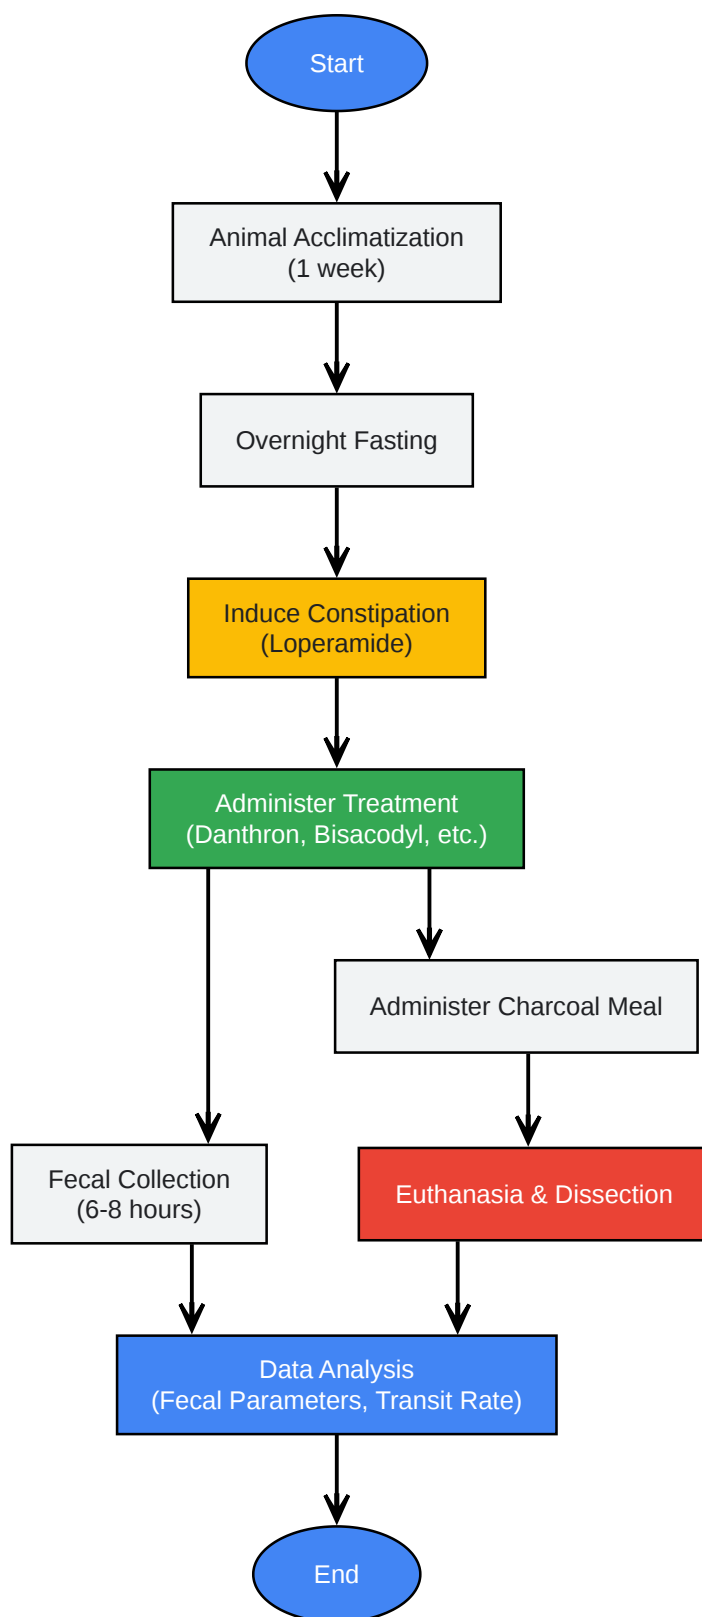 Start
Animal Acclimatization
(1 week)
Overnight Fasting
Induce Constipation
(Loperamide)
Administer Treatment
(Danthron, Bisacodyl, etc.)
Administer Charcoal Meal
Fecal Collection
(6-8 hours)
Euthanasia & Dissection
Data Analysis
(Fecal Parameters, Transit Rate)
End